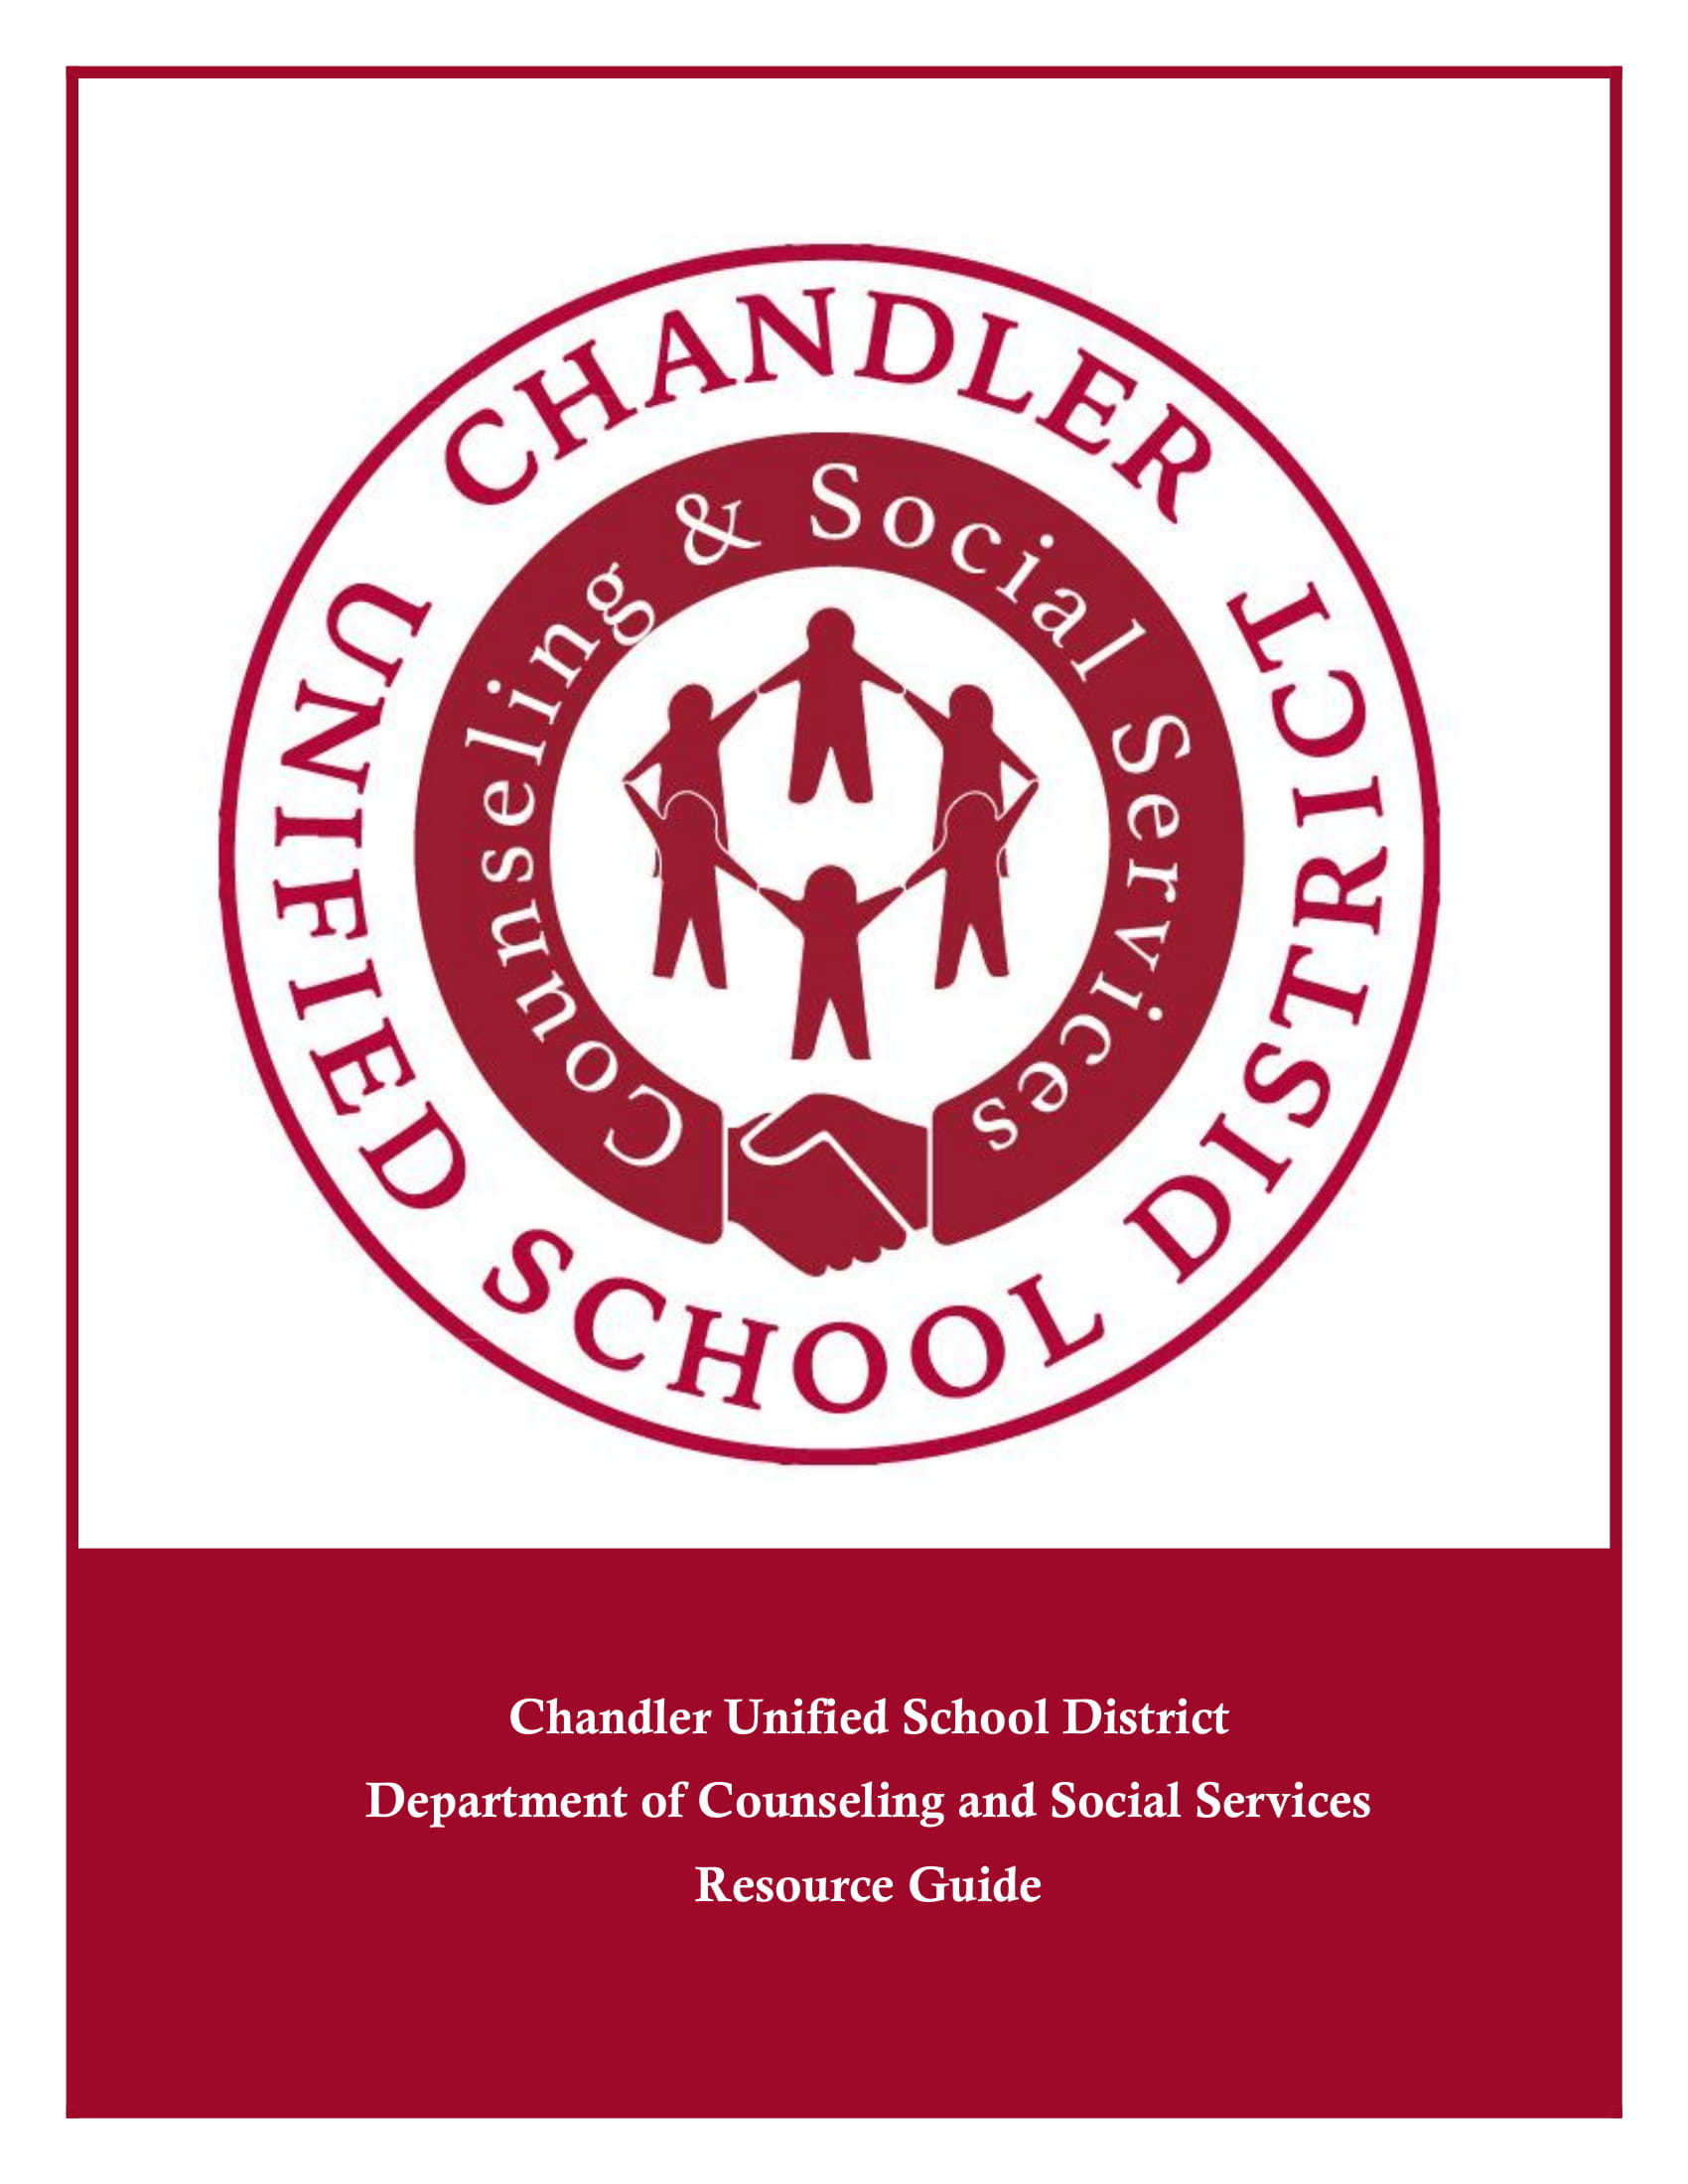 CHANDLER
UNIFIED SCHOOL DISTRICT
Counseling & Social Services
Chandler Unified School District
Department of Counseling and Social Services
Resource Guide